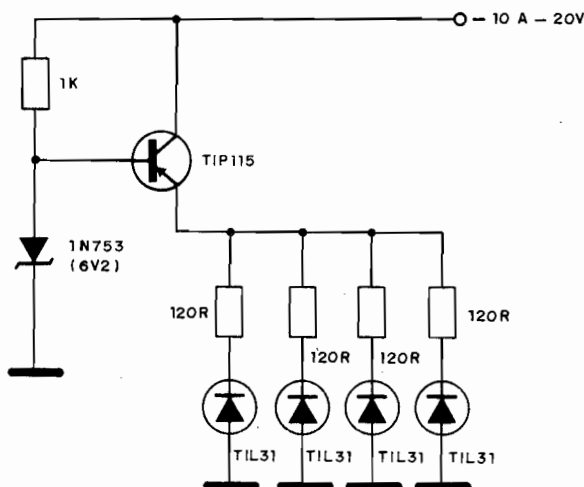 – 10 A – 20V
1K
TIP115
1N753
(6V2)
120R
120R
120R
120R
TIL31
TIL31
TIL31
TIL31